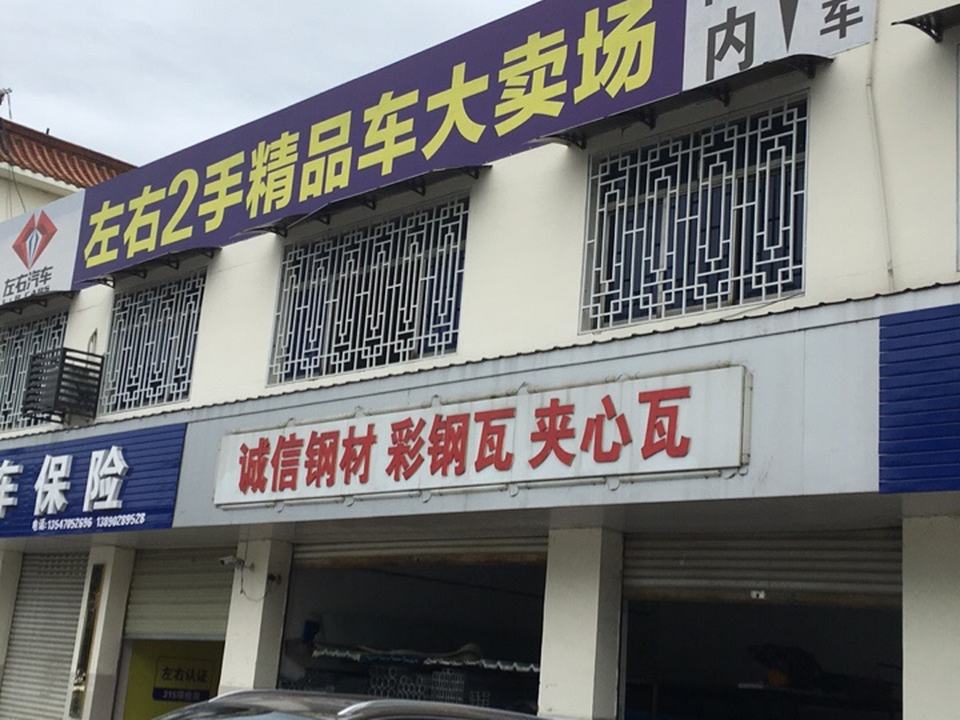 左右2手精品车大卖场
内
车
左右汽车
诚信钢材 彩钢瓦 夹心瓦
车保险
电话:13547052696 13890289528
左右认证